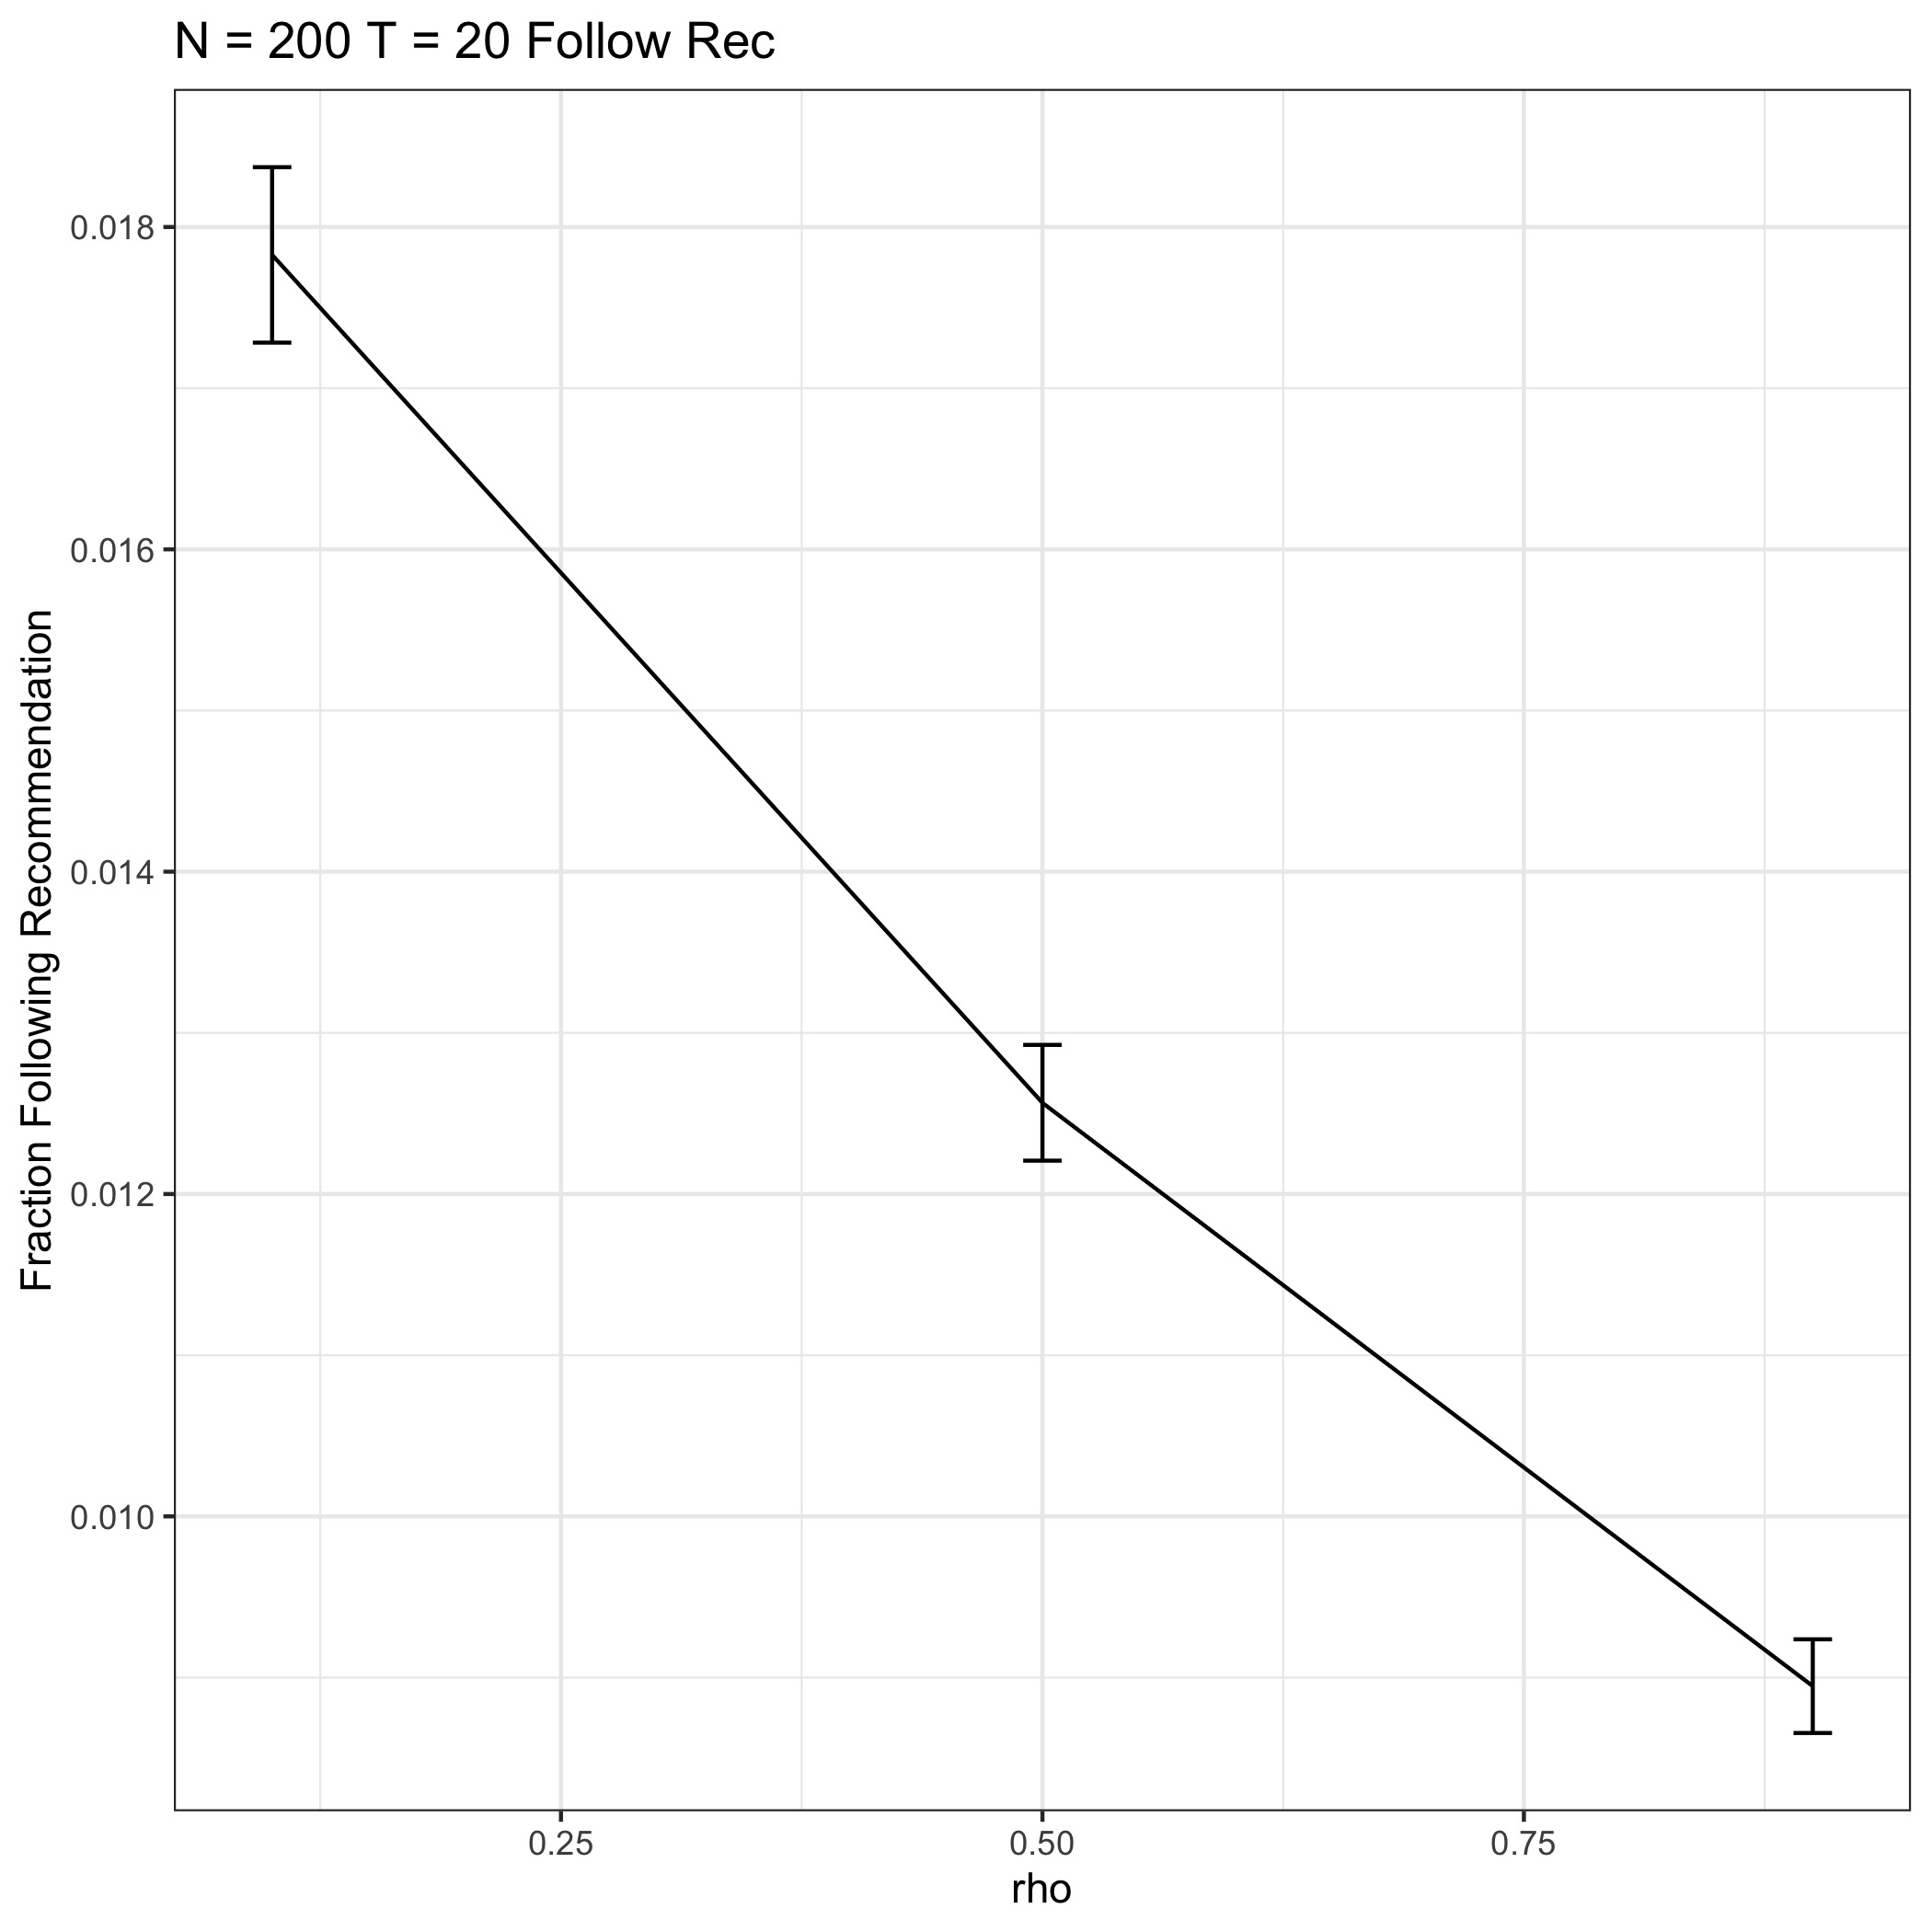 N = 200 T = 20 Follow Rec
Fraction Following Recommendation
0.018
0.016
0.014
0.012
0.010
0.25
0.50
0.75
rho